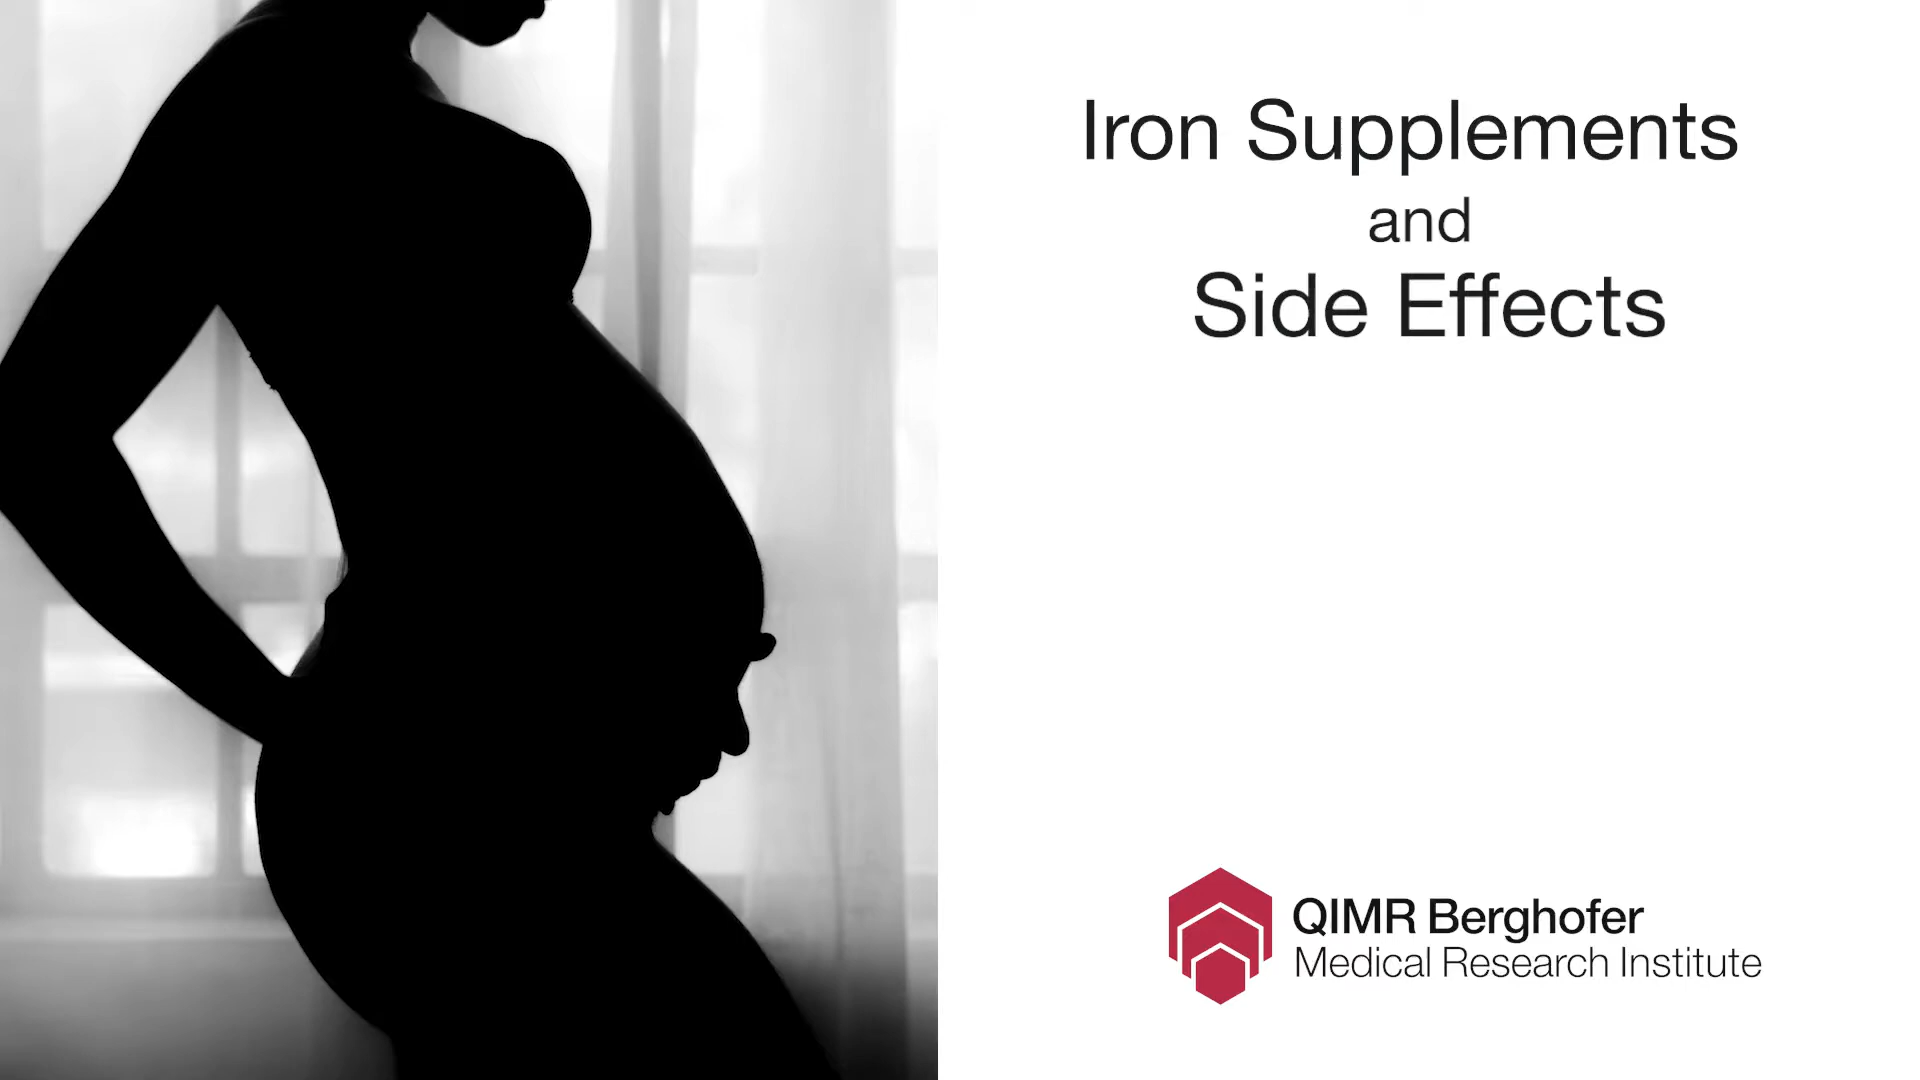 Iron Supplements
and
Side Effects
QIMR Berghofer
Medical Research Institute